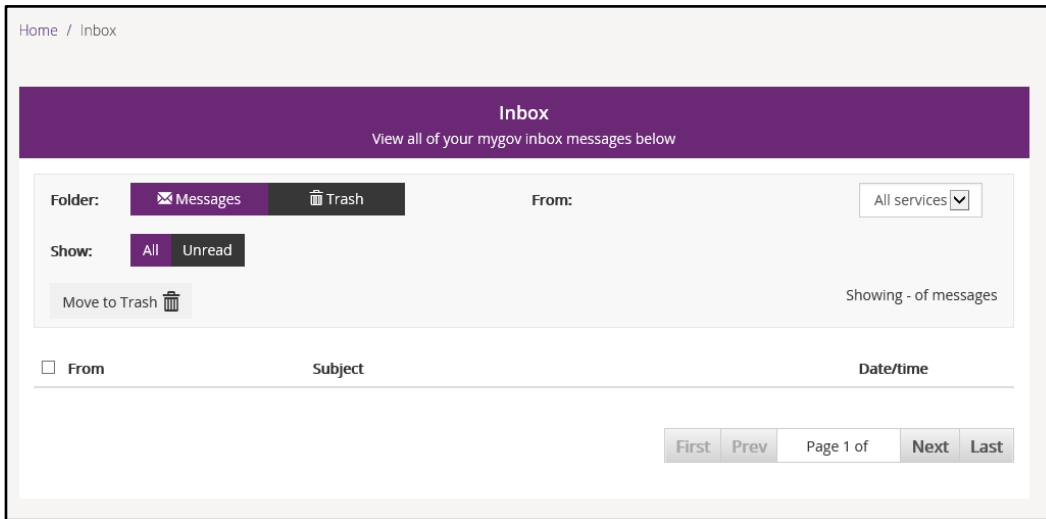 Home / Inbox
Inbox
View all of your mygov inbox messages below
Folder: Messages Trash From: All services
Show: All Unread
Move to Trash Showing - of messages
From Subject Date/time
First Prev Page 1 of Next Last